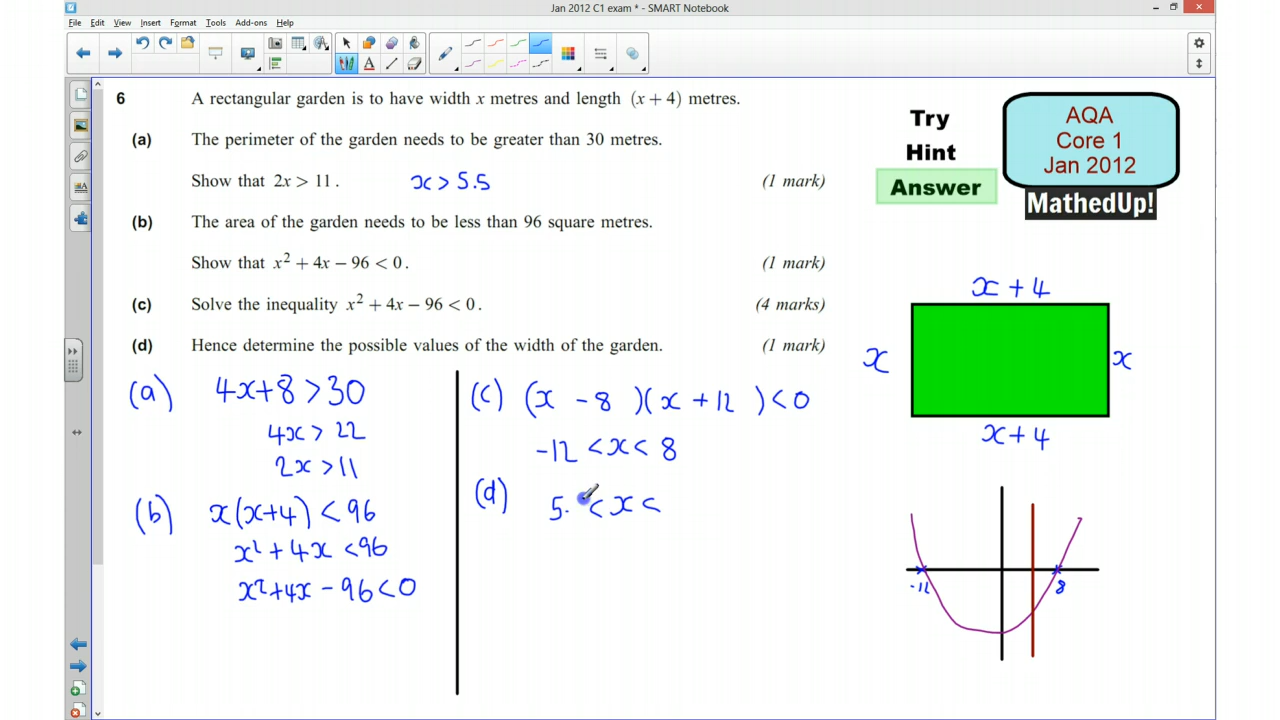 Jan 2012 C1 exam * - SMART Notebook
File Edit View Insert Format Tools Add-ons Help
6 A rectangular garden is to have width x metres and length (x + 4) metres.
(a) The perimeter of the garden needs to be greater than 30 metres.
Show that 2x > 11 . x > 5.5 (1 mark)
(b) The area of the garden needs to be less than 96 square metres.
Show that x² + 4x − 96 < 0 . (1 mark)
(c) Solve the inequality x² + 4x − 96 < 0 . (4 marks)
(d) Hence determine the possible values of the width of the garden. (1 mark)
Try
Hint
Answer
AQA
Core 1
Jan 2012
MathedUp!
(a) 4x+8 > 30
4x > 22
2x > 11
(b) x(x+4) < 96
x² + 4x < 96
x² + 4x − 96 < 0
(c) (x − 8 )(x + 12 ) < 0
-12 < x < 8
(d) 5. < x <
x + 4
x
x
x + 4
-12
8